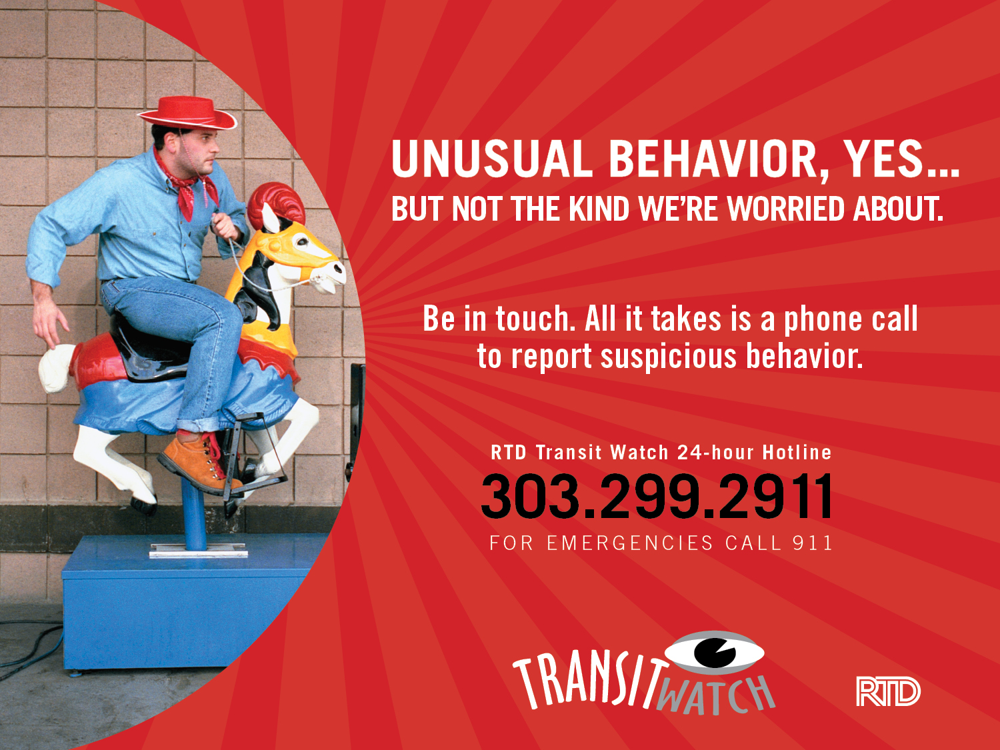 UNUSUAL BEHAVIOR, YES...
BUT NOT THE KIND WE'RE WORRIED ABOUT.
Be in touch. All it takes is a phone call
to report suspicious behavior.
RTD Transit Watch 24-hour Hotline
303.299.2911
FOR EMERGENCIES CALL 911
TRANSIT WATCH
RTD